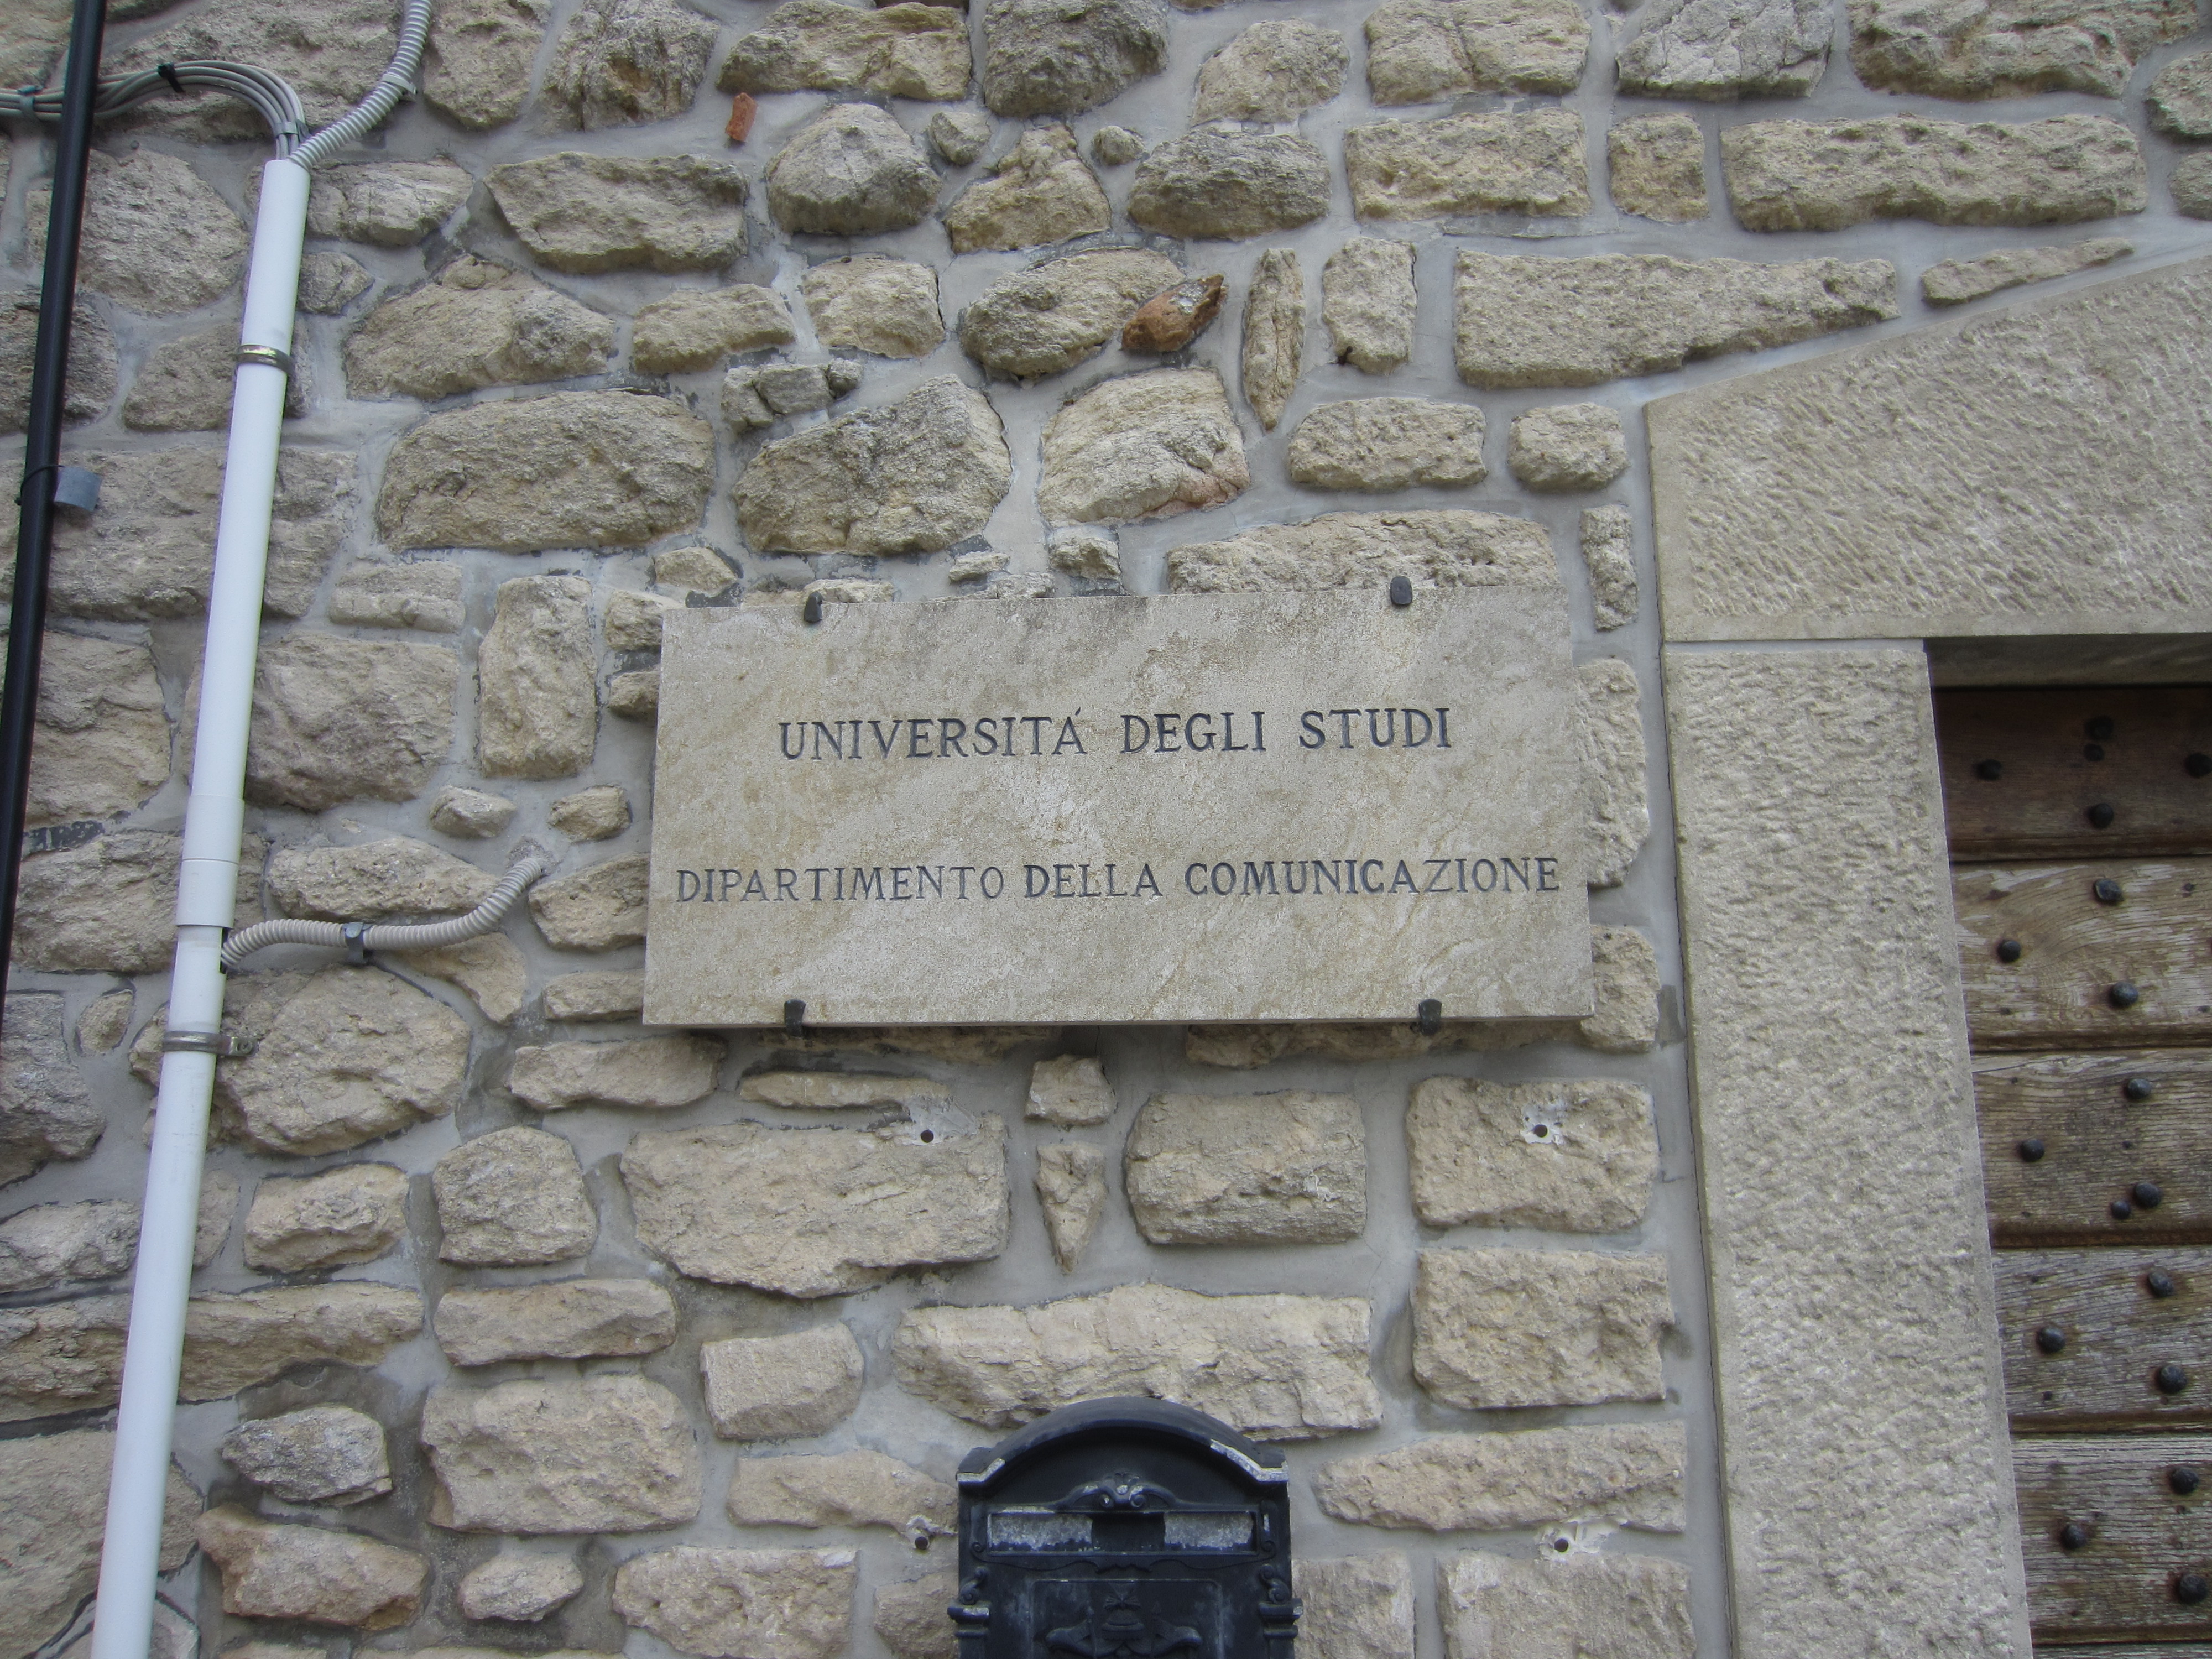 UNIVERSITÁ DEGLI STUDI
DIPARTIMENTO DELLA COMUNICAZIONE